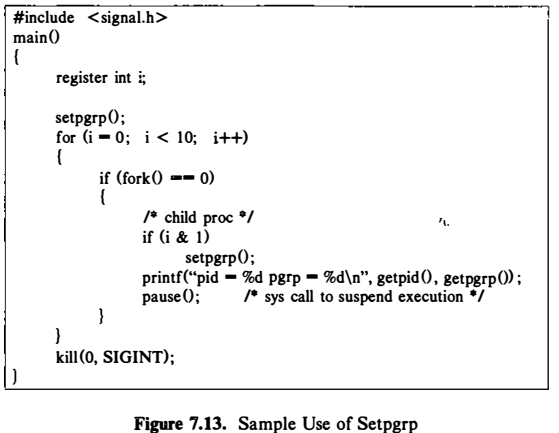 #include <signal.h>
main()
{
register int i;
setpgrp();
for (i = 0; i < 10; i++)
{
if (fork() == 0)
{
/* child proc */
if (i & 1)
setpgrp();
printf("pid = %d pgrp = %d\n", getpid(), getpgrp());
pause(); /* sys call to suspend execution */
}
}
kill(0, SIGINT);
}
Figure 7.13. Sample Use of Setpgrp